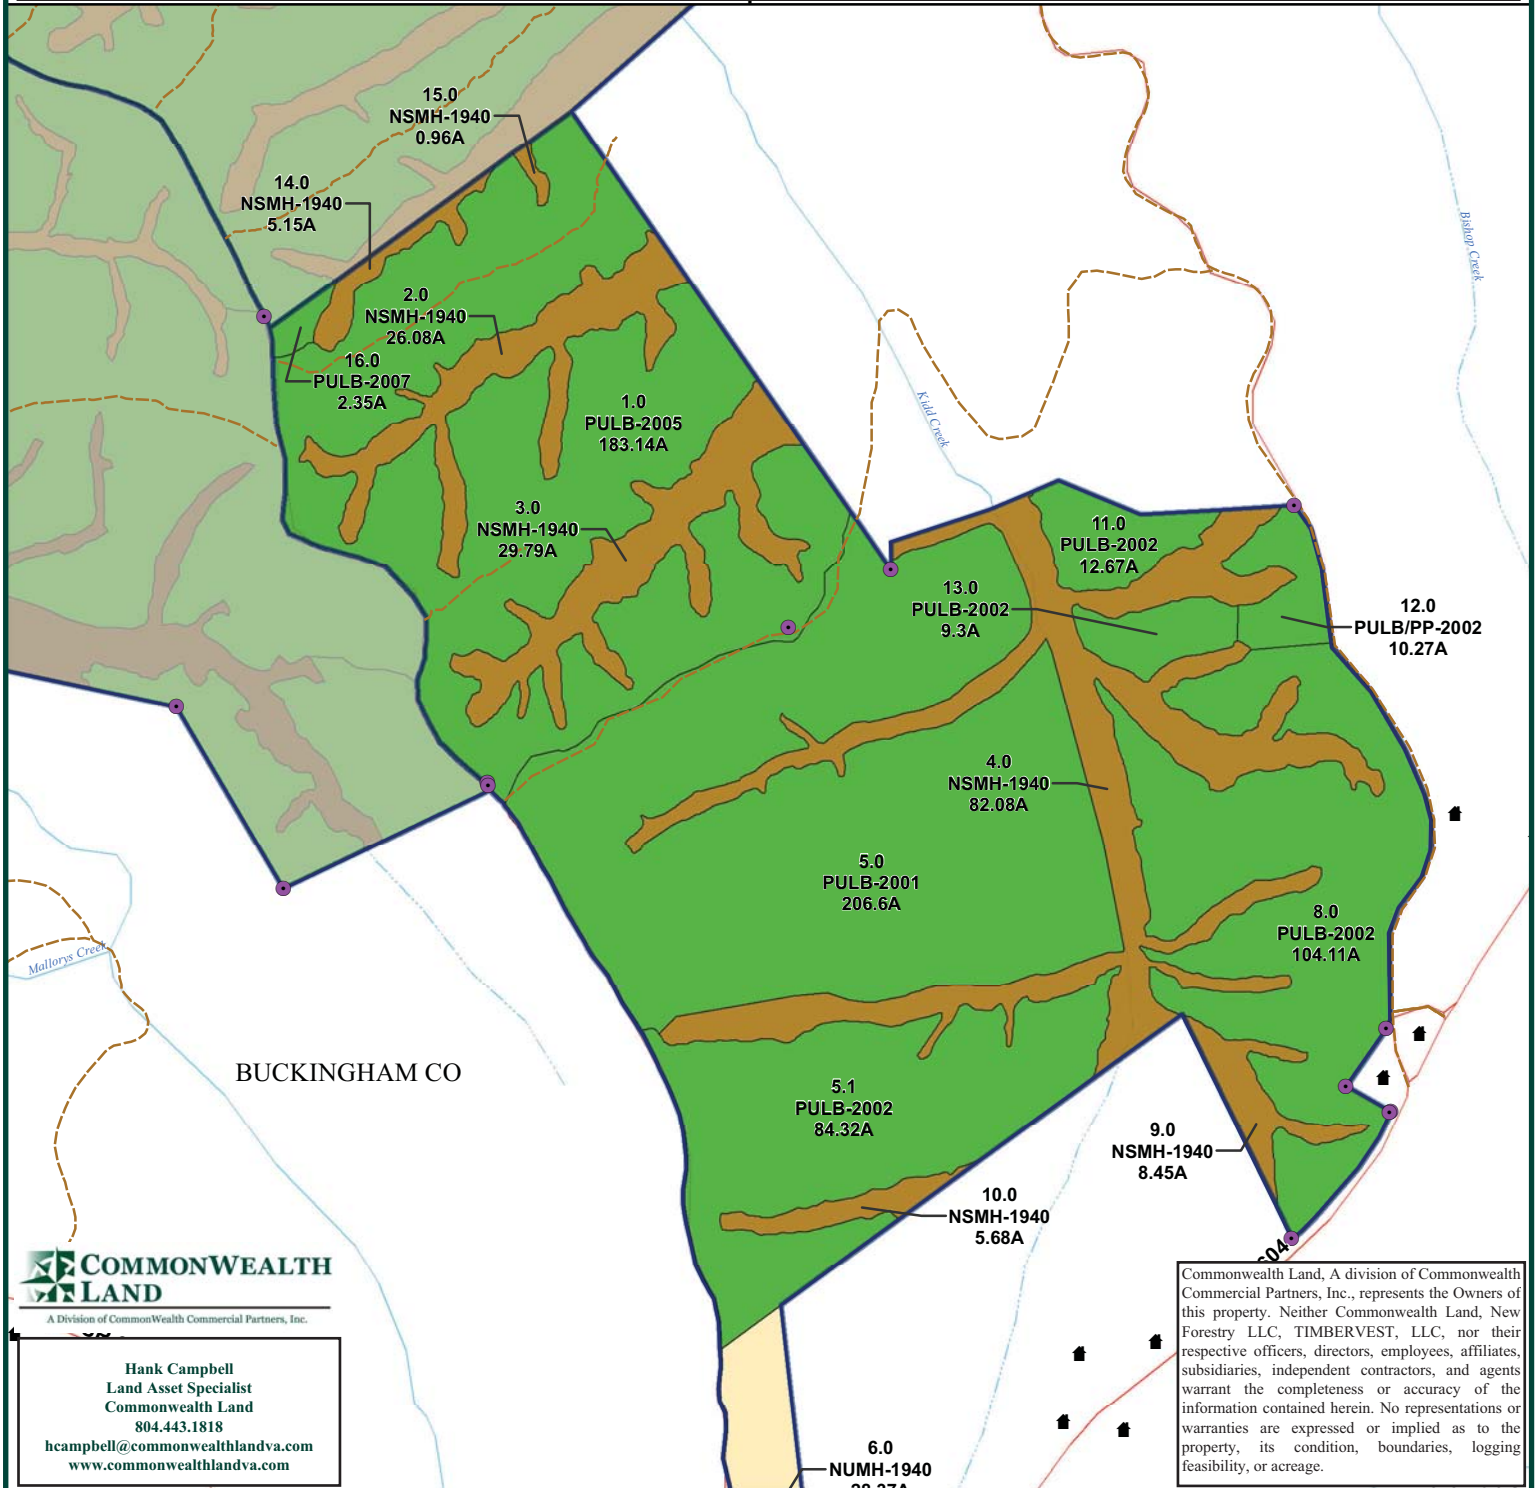 15.0
NSMH-1940
0.96A
14.0
NSMH-1940
5.15A
2.0
NSMH-1940
26.08A
16.0
PULB-2007
2.35A
1.0
PULB-2005
183.14A
3.0
NSMH-1940
29.79A
Bishop Creek
Kidd Creek
11.0
PULB-2002
12.67A
13.0
PULB-2002
9.3A
12.0
PULB/PP-2002
10.27A
4.0
NSMH-1940
82.08A
5.0
PULB-2001
206.6A
8.0
PULB-2002
104.11A
Mallorys Creek
BUCKINGHAM CO
5.1
PULB-2002
84.32A
9.0
NSMH-1940
8.45A
10.0
NSMH-1940
5.68A
604
6.0
NUMH-1940
COMMONWEALTH
LAND
A Division of CommonWealth Commercial Partners, Inc.
Hank Campbell
Land Asset Specialist
Commonwealth Land
804.443.1818
hcampbell@commonwealthlandva.com
www.commonwealthlandva.com
Commonwealth Land, A division of Commonwealth
Commercial Partners, Inc., represents the Owners of
this property. Neither Commonwealth Land, New
Forestry LLC, TIMBERVEST, LLC, nor their
respective officers, directors, employees, affiliates,
subsidiaries, independent contractors, and agents
warrant the completeness or accuracy of the
information contained herein. No representations or
warranties are expressed or implied as to the
property, its condition, boundaries, logging
feasibility, or acreage.